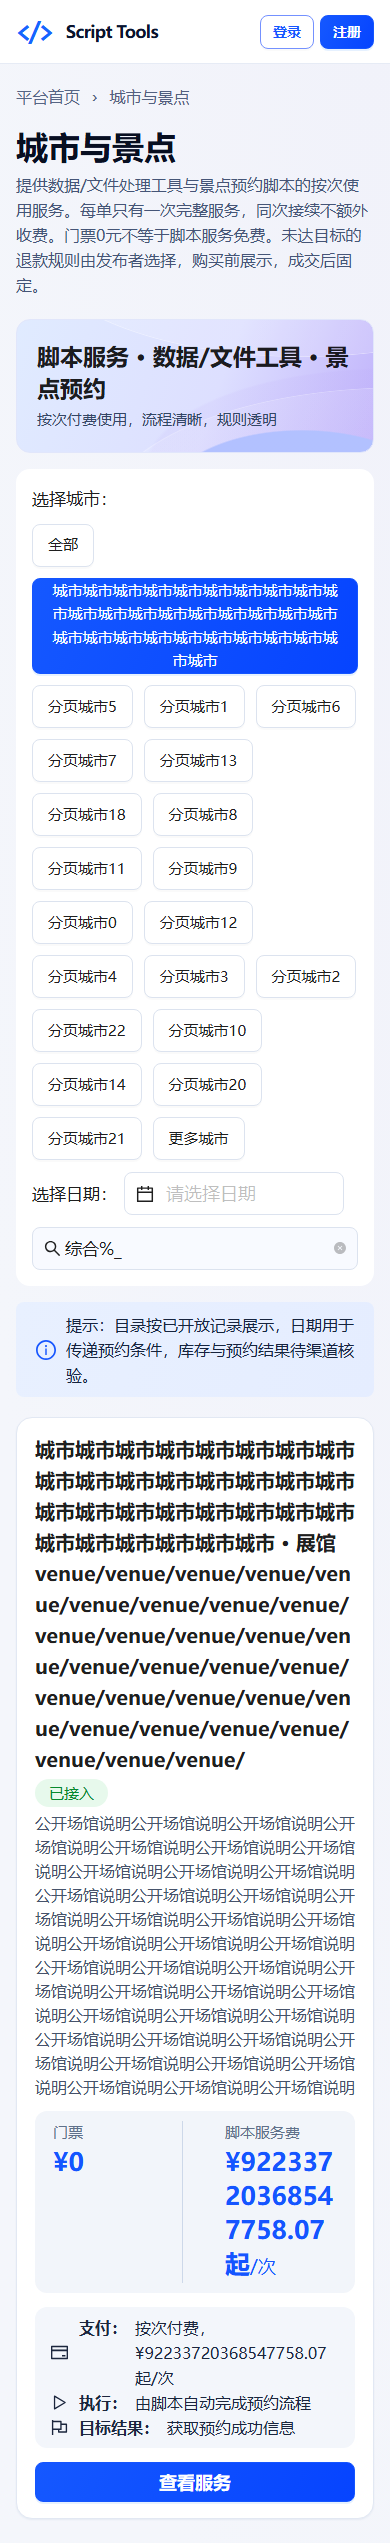 Script Tools
登录
注册
平台首页 › 城市与景点
城市与景点
提供数据/文件处理工具与景点预约脚本的按次使
用服务。每单只有一次完整服务，同次接续不额外
收费。门票0元不等于脚本服务免费。未达目标的
退款规则由发布者选择，购买前展示，成交后固
定。
脚本服务・数据/文件工具・景
点预约
按次付费使用，流程清晰，规则透明
选择城市：
全部
城市城市城市城市城市城市城市城市城市城
市城市城市城市城市城市城市城市城市城市
城市城市城市城市城市城市城市城市城市城
市城市
分页城市5
分页城市1
分页城市6
分页城市7
分页城市13
分页城市18
分页城市8
分页城市11
分页城市9
分页城市0
分页城市12
分页城市4
分页城市3
分页城市2
分页城市22
分页城市10
分页城市14
分页城市20
分页城市21
更多城市
选择日期：
请选择日期
综合%_
提示：目录按已开放记录展示，日期用于
传递预约条件，库存与预约结果待渠道核
验。
城市城市城市城市城市城市城市城市
城市城市城市城市城市城市城市城市
城市城市城市城市城市城市城市城市
城市城市城市城市城市城市・展馆
venue/venue/venue/venue/ven
ue/venue/venue/venue/venue/
venue/venue/venue/venue/ven
ue/venue/venue/venue/venue/
venue/venue/venue/venue/ven
ue/venue/venue/venue/venue/
venue/venue/venue/
已接入
公开场馆说明公开场馆说明公开场馆说明公开
场馆说明公开场馆说明公开场馆说明公开场馆
说明公开场馆说明公开场馆说明公开场馆说明
公开场馆说明公开场馆说明公开场馆说明公开
场馆说明公开场馆说明公开场馆说明公开场馆
说明公开场馆说明公开场馆说明公开场馆说明
公开场馆说明公开场馆说明公开场馆说明公开
场馆说明公开场馆说明公开场馆说明公开场馆
说明公开场馆说明公开场馆说明公开场馆说明
公开场馆说明公开场馆说明公开场馆说明公开
场馆说明公开场馆说明公开场馆说明公开场馆
说明公开场馆说明公开场馆说明公开场馆说明
门票
¥0
脚本服务费
¥922337
2036854
7758.07
起/次
支付：
按次付费，
¥92233720368547758.07
起/次
执行： 由脚本自动完成预约流程
目标结果： 获取预约成功信息
查看服务